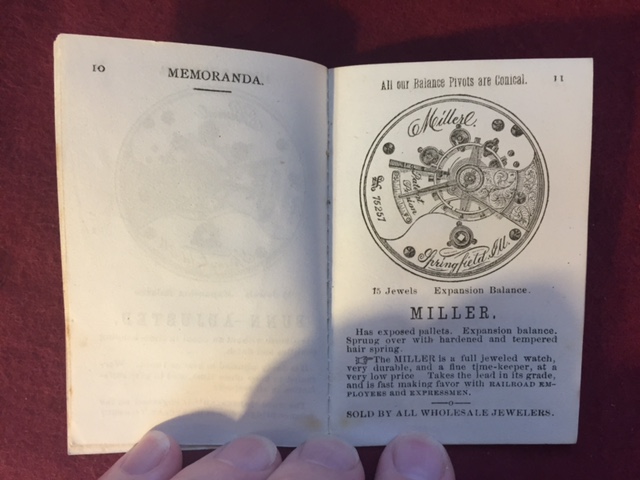 10
MEMORANDA.
All our Balance Pivots are Conical.
11
Miller.
No 76257
Springfield, Ill.
15 Jewels Expansion Balance.
MILLER.
Has exposed pallets. Expansion balance.
Sprung over with hardened and tempered
hair spring.
☞The MILLER is a full jeweled watch,
very durable, and a fine time-keeper, at a
very low price Takes the lead in its grade,
and is fast making favor with RAILROAD EM-
PLOYEES and EXPRESSMEN.
SOLD BY ALL WHOLESALE JEWELERS.